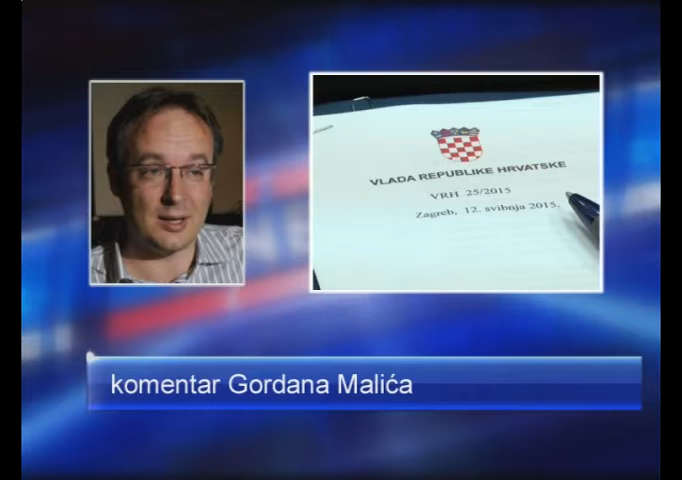 VLADA REPUBLIKE HRVATSKE
VRH 25/2015
Zagreb, 12. svibnja 2015.
komentar Gordana Malića